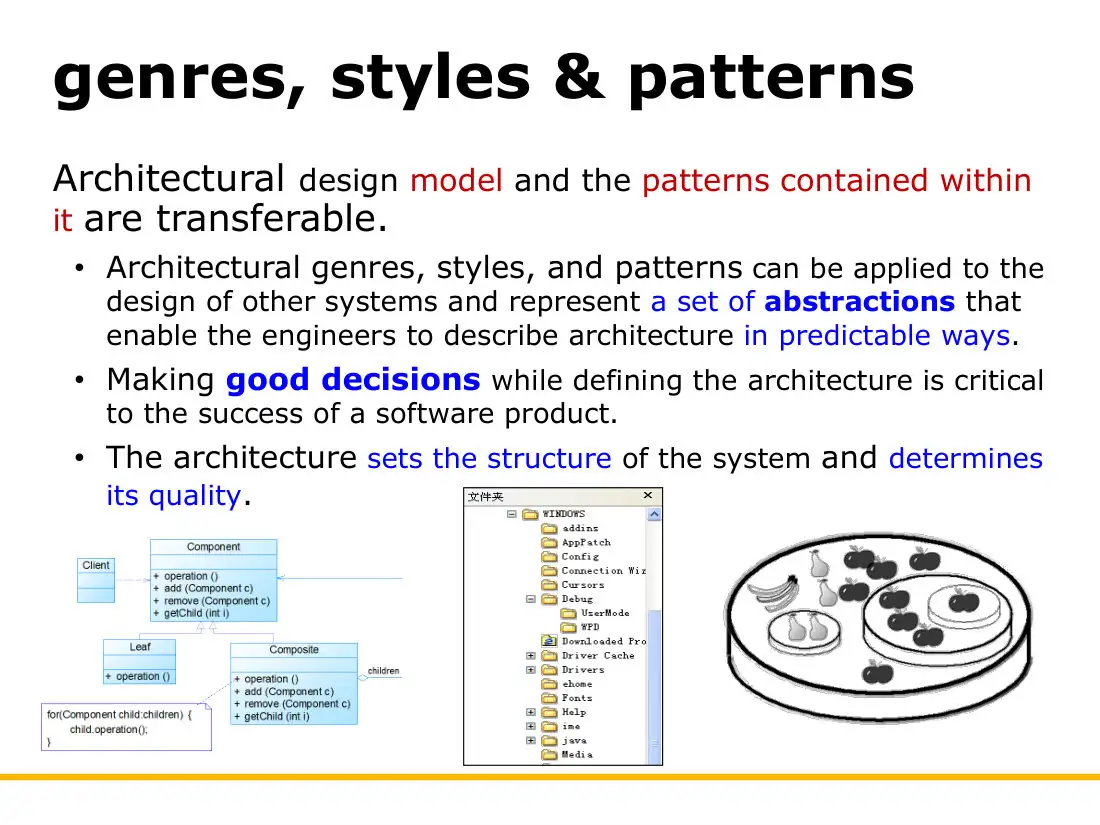 genres, styles & patterns
Architectural design model and the patterns contained within
it are transferable.
• Architectural genres, styles, and patterns can be applied to the
design of other systems and represent a set of abstractions that
enable the engineers to describe architecture in predictable ways.
• Making good decisions while defining the architecture is critical
to the success of a software product.
• The architecture sets the structure of the system and determines
its quality.
Client
Component
+ operation ()
+ add (Component c)
+ remove (Component c)
+ getChild (int i)
Leaf
+ operation ()
Composite
+ operation ()
+ add (Component c)
+ remove (Component c)
+ getChild (int i)
children
for(Component child:children) {
child.operation();
}
文件夹
WINDOWS
addins
AppPatch
Config
Connection Wiz
Cursors
Debug
UserMode
WPD
Downloaded Pro
Driver Cache
Drivers
ehome
Fonts
Help
ime
java
Media